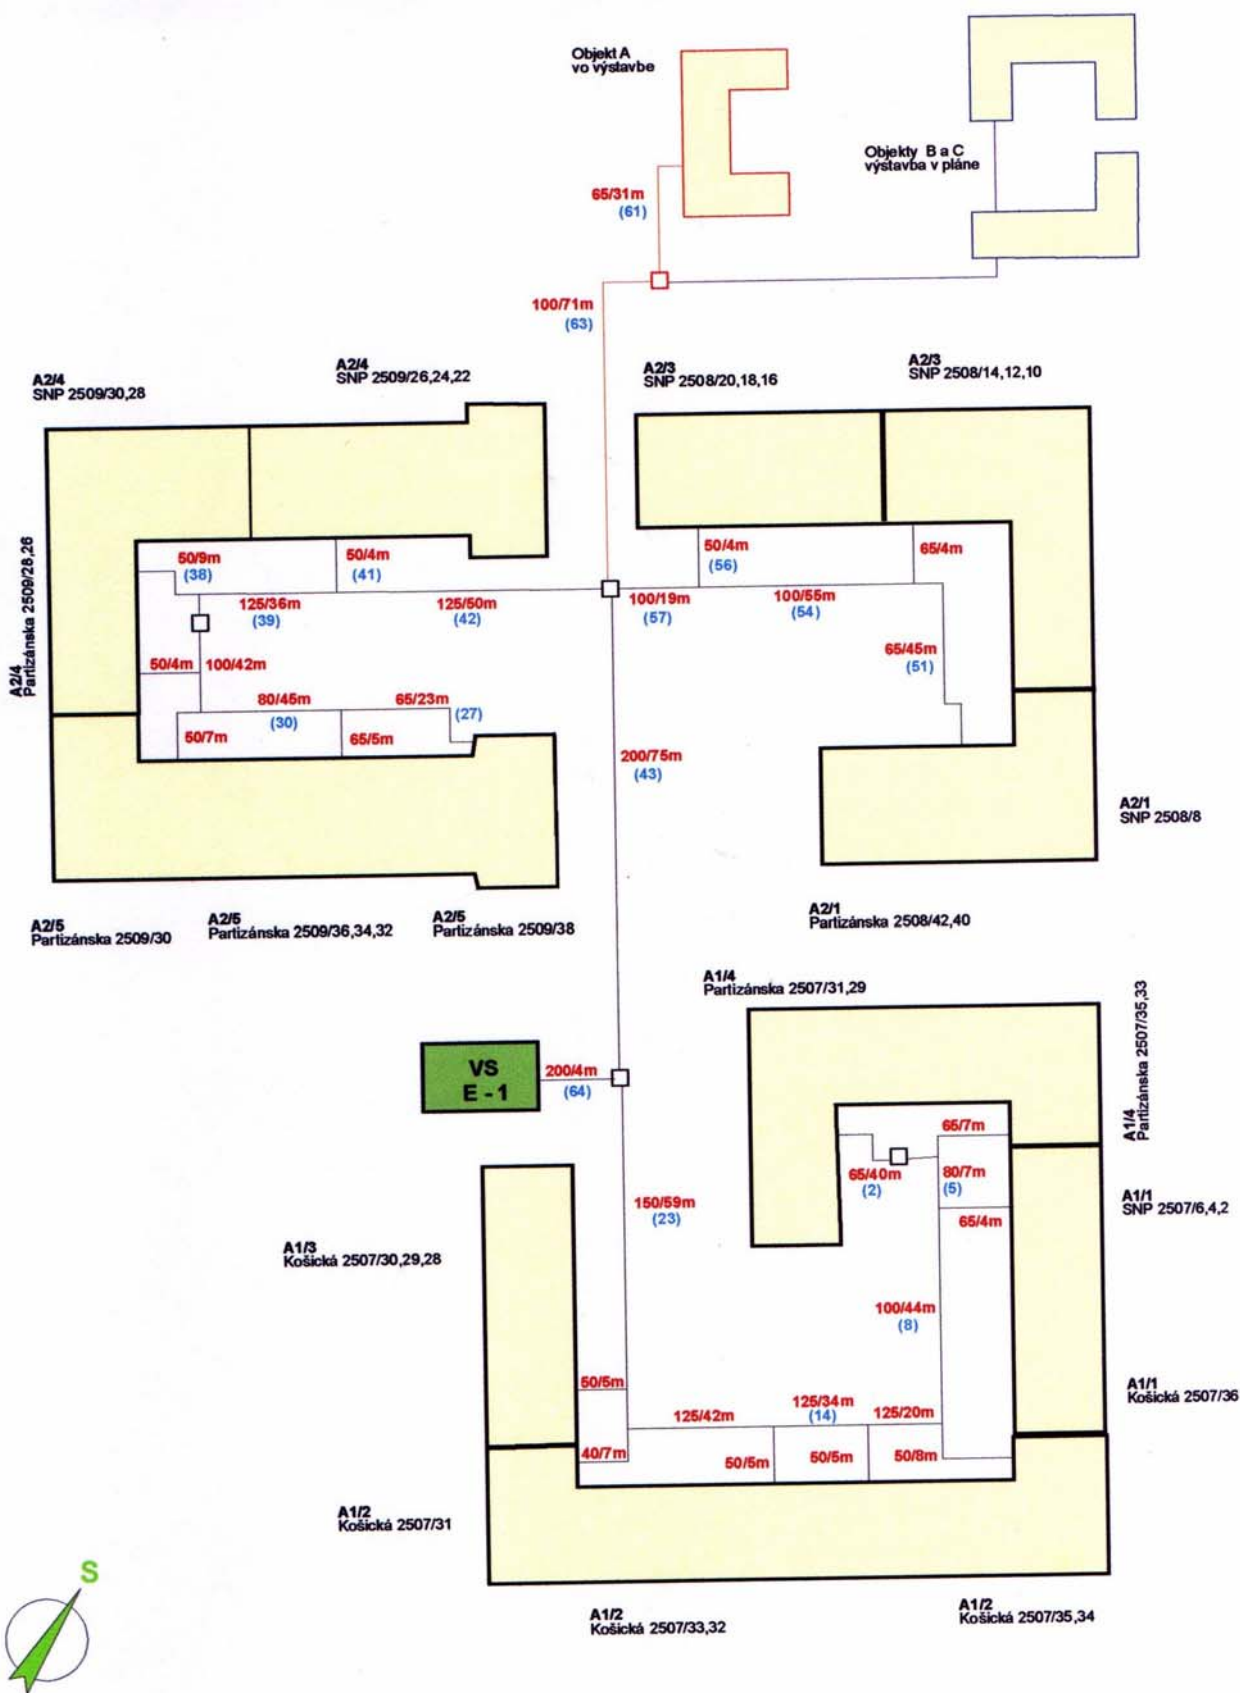 Objekt A
vo výstavbe
Objekty B a C
výstavba v pláne
65/31m
(61)
100/71m
(63)
A2/4
SNP 2509/30,28
A2/4
SNP 2509/26,24,22
A2/3
SNP 2508/20,18,16
A2/3
SNP 2508/14,12,10
A2/4
Partizánska 2509/28,26
50/9m
(38)
50/4m
(41)
50/4m
(56)
65/4m
125/36m
(39)
125/50m
(42)
100/19m
(57)
100/55m
(54)
50/4m
100/42m
65/45m
(51)
80/45m
(30)
65/23m
(27)
50/7m
65/5m
200/75m
(43)
A2/1
SNP 2508/8
A2/5
Partizánska 2509/30
A2/5
Partizánska 2509/36,34,32
A2/5
Partizánska 2509/38
A2/1
Partizánska 2508/42,40
A1/4
Partizánska 2507/31,29
A1/4
Partizánska 2507/35,33
VS
E - 1
200/4m
(64)
65/7m
65/40m
(2)
80/7m
(5)
65/4m
A1/1
SNP 2507/6,4,2
150/59m
(23)
A1/3
Košická 2507/30,29,28
100/44m
(8)
50/5m
A1/1
Košická 2507/36
125/42m
125/34m
(14)
125/20m
40/7m
50/5m
50/5m
50/8m
A1/2
Košická 2507/31
S
A1/2
Košická 2507/33,32
A1/2
Košická 2507/35,34